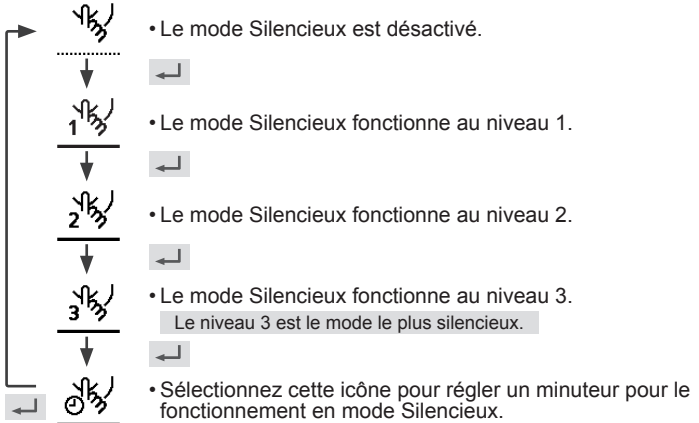 • Le mode Silencieux est désactivé.
1
• Le mode Silencieux fonctionne au niveau 1.
2
• Le mode Silencieux fonctionne au niveau 2.
3
• Le mode Silencieux fonctionne au niveau 3.
Le niveau 3 est le mode le plus silencieux.
• Sélectionnez cette icône pour régler un minuteur pour le
fonctionnement en mode Silencieux.